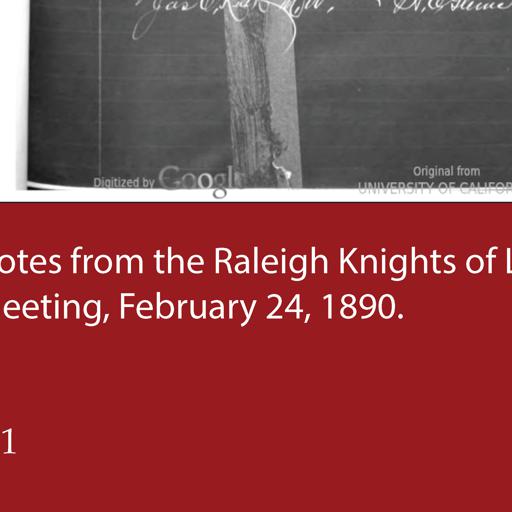 Digitized by Google
Original from
UNIVERSITY OF CALIFOR
otes from the Raleigh Knights of L
eeting, February 24, 1890.
1